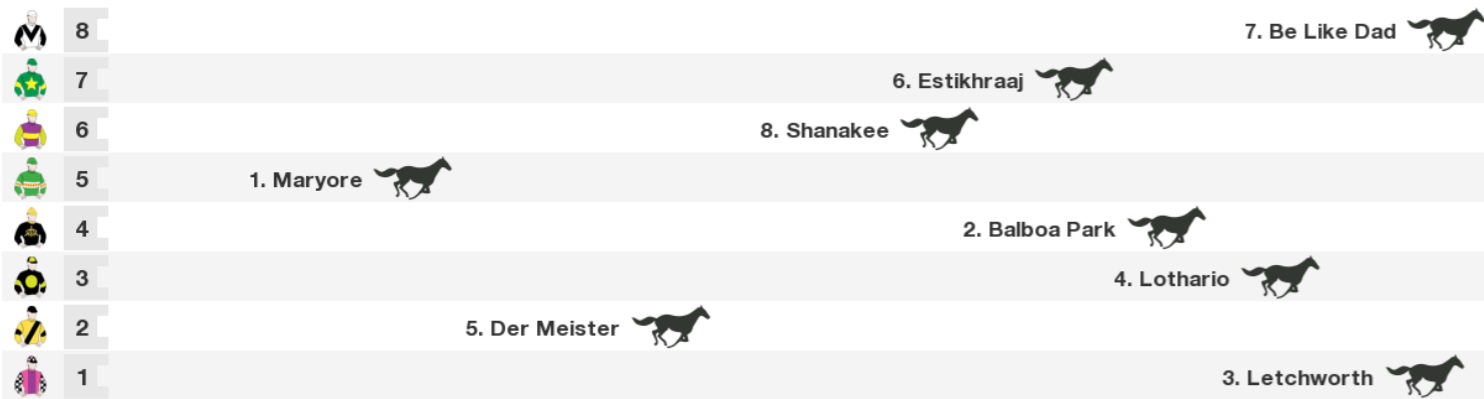 8 7. Be Like Dad
7 6. Estikhraaj
6 8. Shanakee
5 1. Maryore
4 2. Balboa Park
3 4. Lothario
2 5. Der Meister
1 3. Letchworth